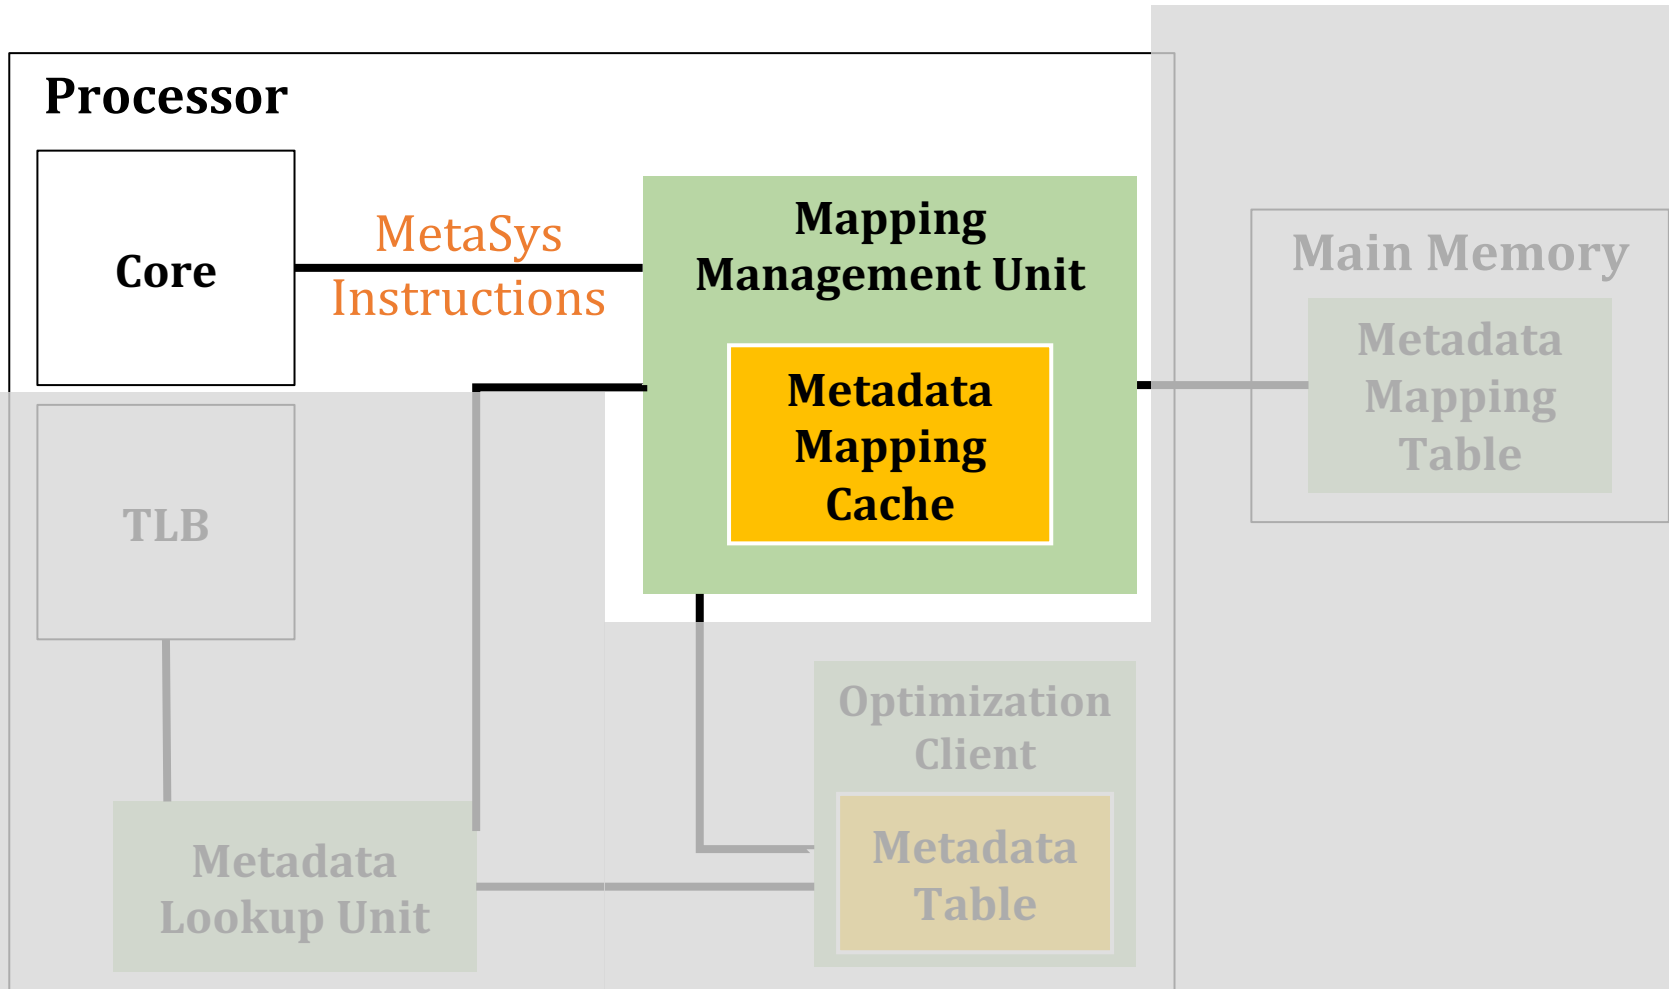 Processor
Core
MetaSys
Instructions
Mapping
Management Unit
Metadata
Mapping
Cache
Main Memory
Metadata
Mapping
Table
TLB
Optimization
Client
Metadata
Table
Metadata
Lookup Unit